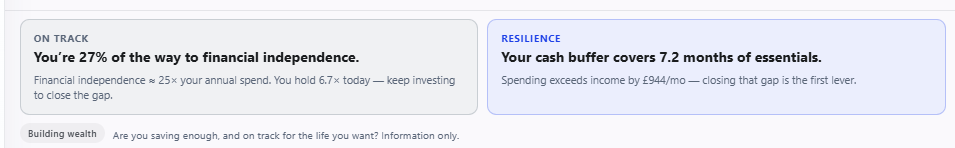 ON TRACK
You're 27% of the way to financial independence.
Financial independence ≈ 25× your annual spend. You hold 6.7× today — keep investing
to close the gap.
RESILIENCE
Your cash buffer covers 7.2 months of essentials.
Spending exceeds income by £944/mo — closing that gap is the first lever.
Building wealth
Are you saving enough, and on track for the life you want? Information only.